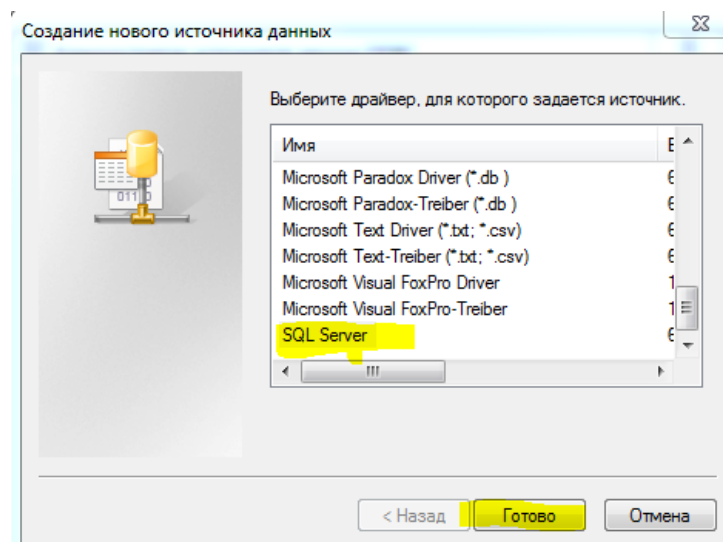 Создание нового источника данных
Выберите драйвер, для которого задается источник.
Имя
Microsoft Paradox Driver (*.db )
Microsoft Paradox-Treiber (*.db )
Microsoft Text Driver (*.txt; *.csv)
Microsoft Text-Treiber (*.txt; *.csv)
Microsoft Visual FoxPro Driver
Microsoft Visual FoxPro-Treiber
SQL Server
< Назад Готово Отмена